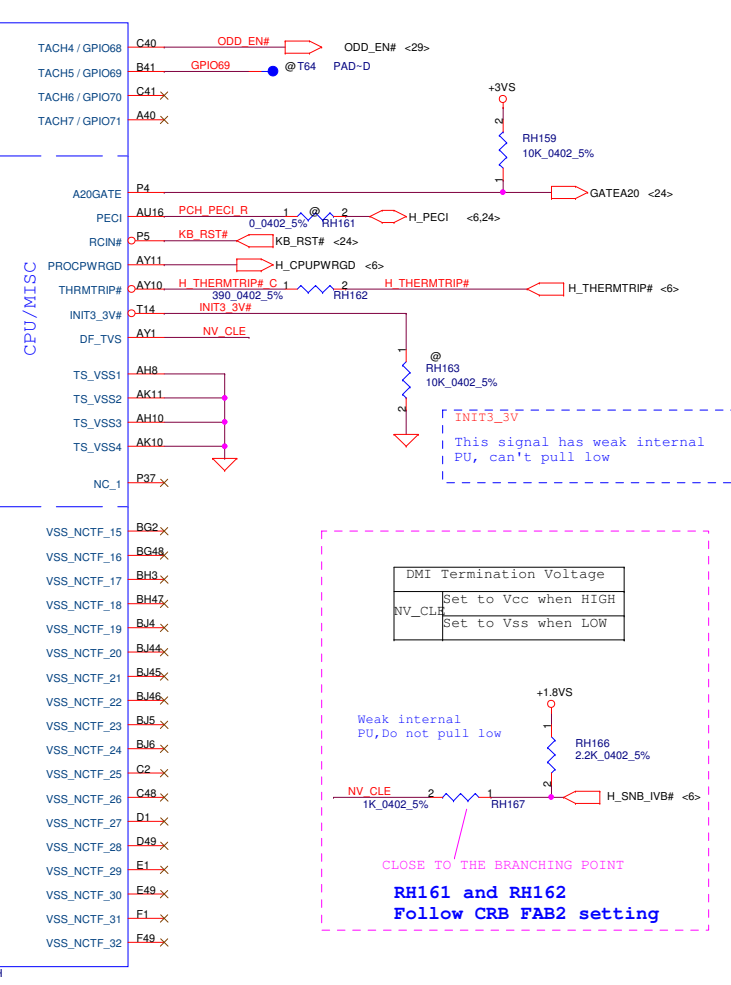 TACH4 / GPIO68 C40 ODD_EN# ODD_EN# <29>
TACH5 / GPIO69 B41 GPIO69 @ T64 PAD~D
TACH6 / GPIO70 C41
TACH7 / GPIO71 A40
+3VS
2
RH159
10K_0402_5%
1
A20GATE P4 GATEA20 <24>
PECI AU16 PCH_PECI_R 1 @ 2 H_PECI <6,24>
0_0402_5% RH161
RCIN# P5 KB_RST# KB_RST# <24>
PROCPWRGD AY11 H_CPUPWRGD <6>
THRMTRIP# AY10 H_THERMTRIP#_C 1 2 H_THERMTRIP# H_THERMTRIP# <6>
390_0402_5% RH162
INIT3_3V# T14 INIT3_3V#
DF_TVS AY1 NV_CLE
CPU/MISC
1
@
RH163
10K_0402_5%
2
TS_VSS1 AH8
TS_VSS2 AK11
TS_VSS3 AH10
TS_VSS4 AK10
INIT3_3V
This signal has weak internal
PU, can't pull low
NC_1 P37
VSS_NCTF_15 BG2
VSS_NCTF_16 BG48
VSS_NCTF_17 BH3
VSS_NCTF_18 BH47
VSS_NCTF_19 BJ4
VSS_NCTF_20 BJ44
VSS_NCTF_21 BJ45
VSS_NCTF_22 BJ46
VSS_NCTF_23 BJ5
VSS_NCTF_24 BJ6
VSS_NCTF_25 C2
VSS_NCTF_26 C48
VSS_NCTF_27 D1
VSS_NCTF_28 D49
VSS_NCTF_29 E1
VSS_NCTF_30 E49
VSS_NCTF_31 F1
VSS_NCTF_32 F49
DMI Termination Voltage
NV_CLE
Set to Vcc when HIGH
Set to Vss when LOW
+1.8VS
Weak internal
PU,Do not pull low
1
RH166
2.2K_0402_5%
2
NV_CLE 2 1 H_SNB_IVB# <6>
1K_0402_5% RH167
CLOSE TO THE BRANCHING POINT
RH161 and RH162
Follow CRB FAB2 setting